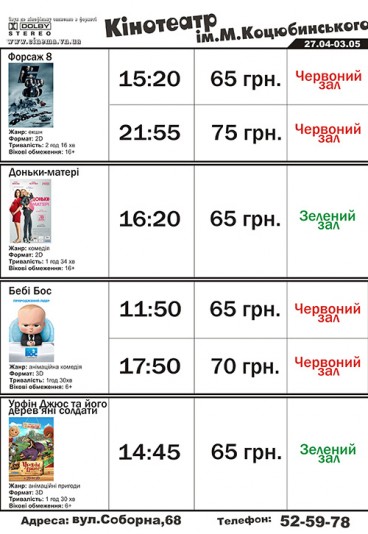 DOLBY
STEREO
www.cinema.vn.ua
Кінотеатр
ім.М.Коцюбинського
27.04-03.05
Форсаж 8
Жанр: екшн
Формат: 2D
Тривалість: 2 год 16 хв
Вікові обмеження: 16+
15:20 65 грн. Червоний зал
21:55 75 грн. Червоний зал
Доньки-матері
Жанр: комедія
Формат: 2D
Тривалість: 1 год 34 хв
Вікові обмеження: 16+
16:20 65 грн. Зелений зал
Бебі Бос
Жанр: анімаційна комедія
Формат: 3D
Тривалість: 1год 30хв
Вікові обмеження: 6+
11:50 65 грн. Червоний зал
17:50 70 грн. Червоний зал
Урфін Джюс та його
дерев'яні солдати
Жанр: анімаційні пригоди
Формат: 3D
Тривалість: 1 год 30 хв
Вікові обмеження: 6+
14:45 65 грн. Зелений зал
Адреса: вул.Соборна,68 Телефон: 52-59-78